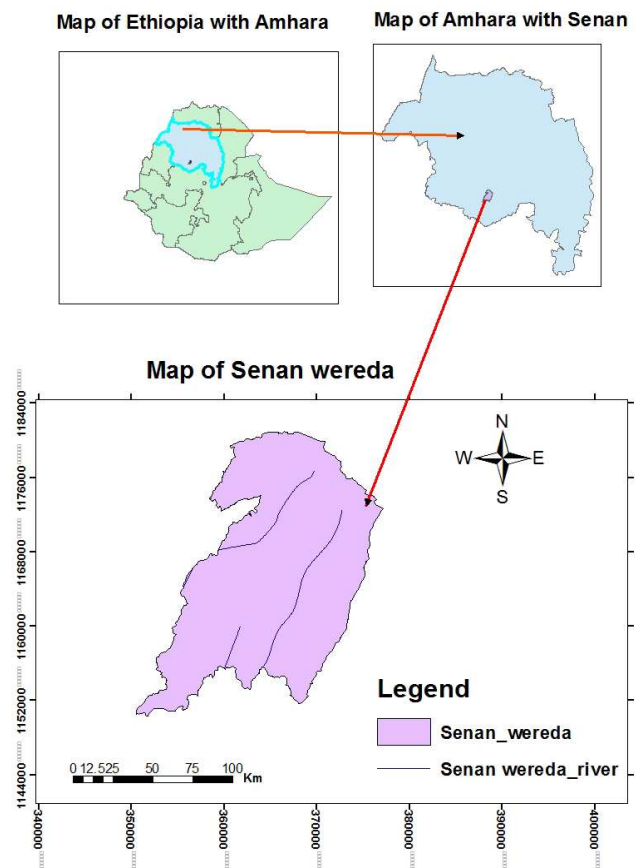 Map of Ethiopia with Amhara
Map of Amhara with Senan
Map of Senan wereda
1184000
1176000
1168000
1160000
1152000
1144000
N
W E
S
Legend
Senan_wereda
Senan wereda_river
0 12.525 50 75 100
Km
340000 350000 360000 370000 380000 390000 400000